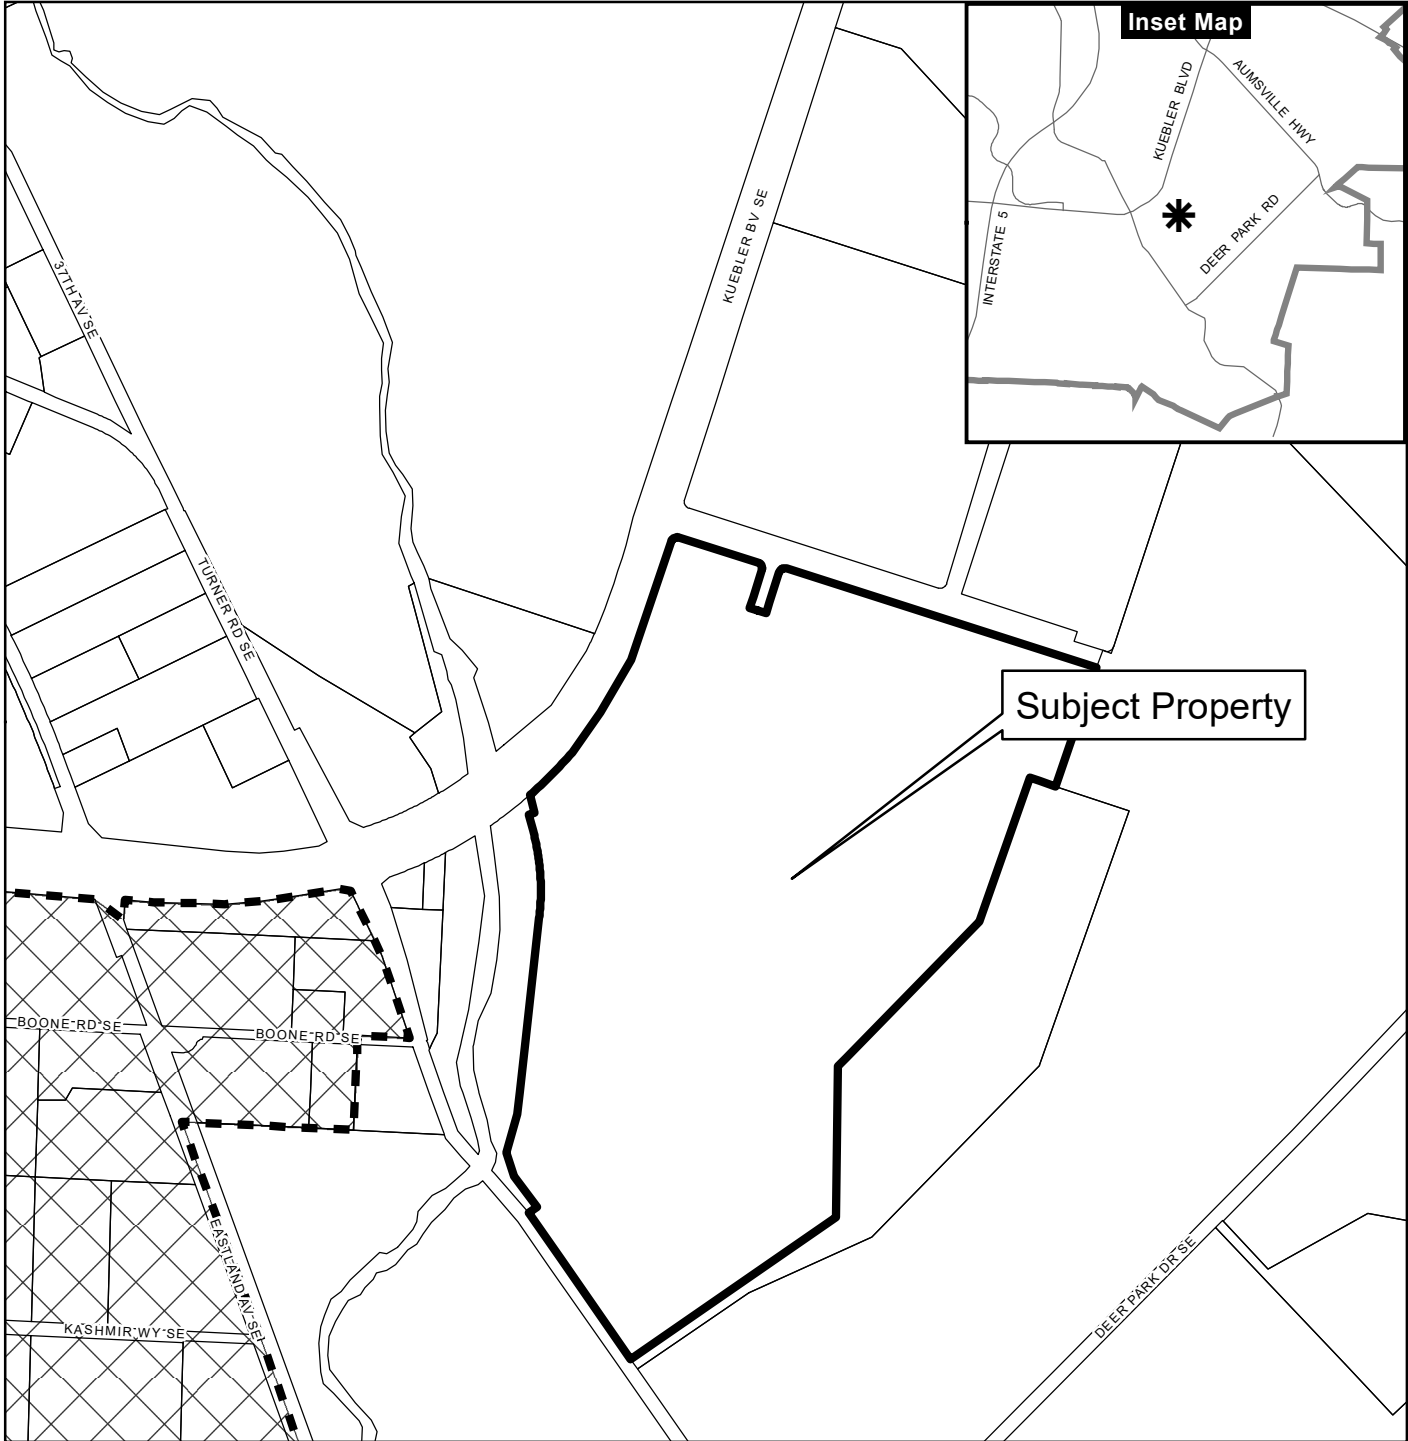 Inset Map
KUEBLER BLVD
AUMSVILLE HWY
INTERSTATE 5
DEER PARK RD
KUEBLER BV SE
37TH AV SE
TURNER RD SE
Subject Property
BOONE RD SE
BOONE RD SE
EASTLAND AV SE
KASHMIR WY SE
DEER PARK DR SE